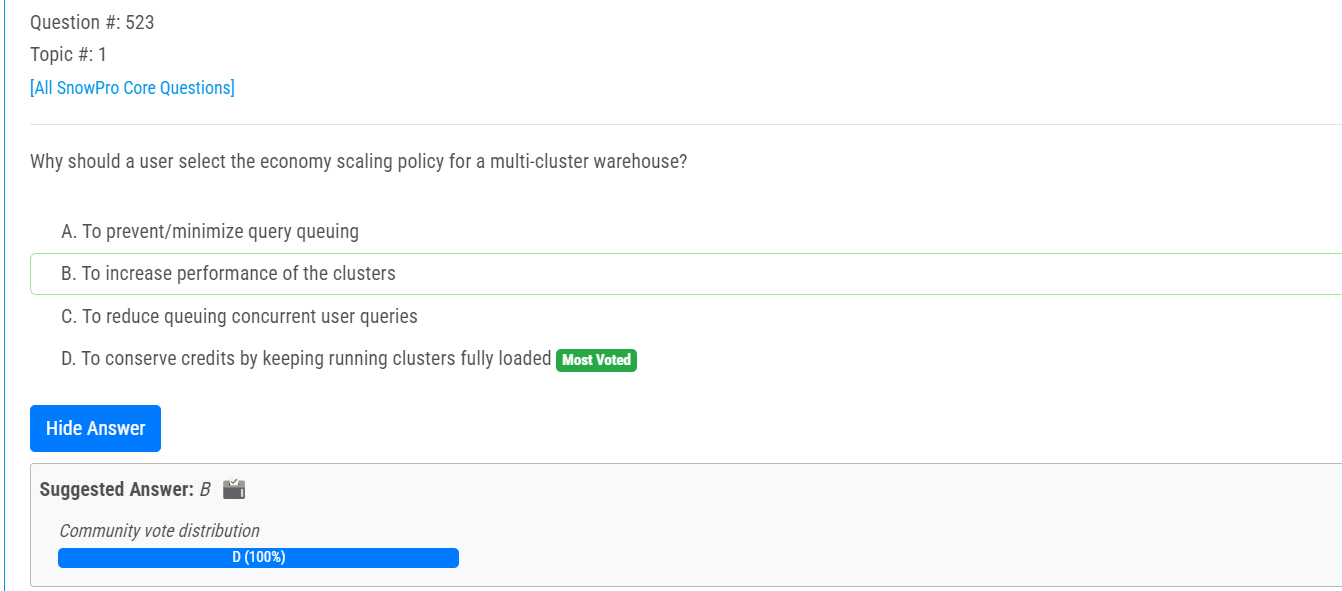 Question #: 523
Topic #: 1
[All SnowPro Core Questions]
Why should a user select the economy scaling policy for a multi-cluster warehouse?
A. To prevent/minimize query queuing
B. To increase performance of the clusters
C. To reduce queuing concurrent user queries
D. To conserve credits by keeping running clusters fully loaded Most Voted
Hide Answer
Suggested Answer: B
Community vote distribution
D (100%)